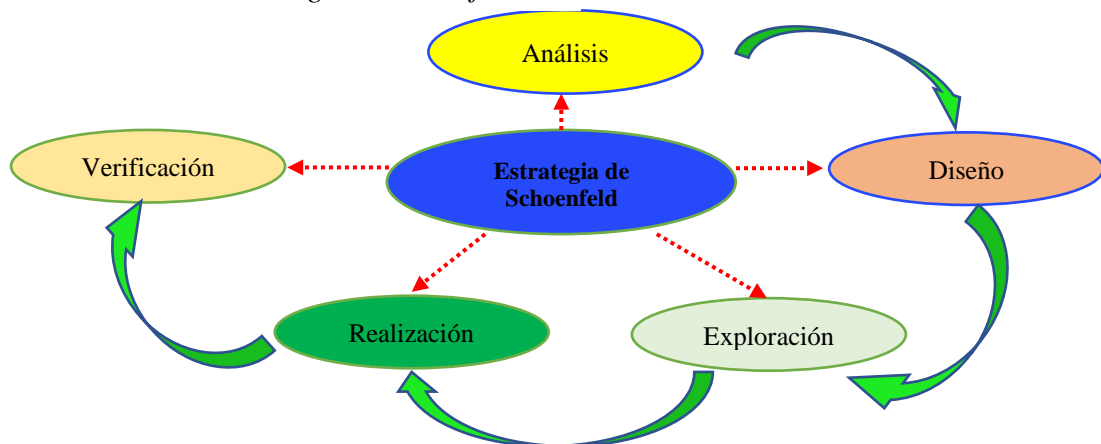 Análisis
Verificación
Estrategia de
Schoenfeld
Diseño
Realización
Exploración